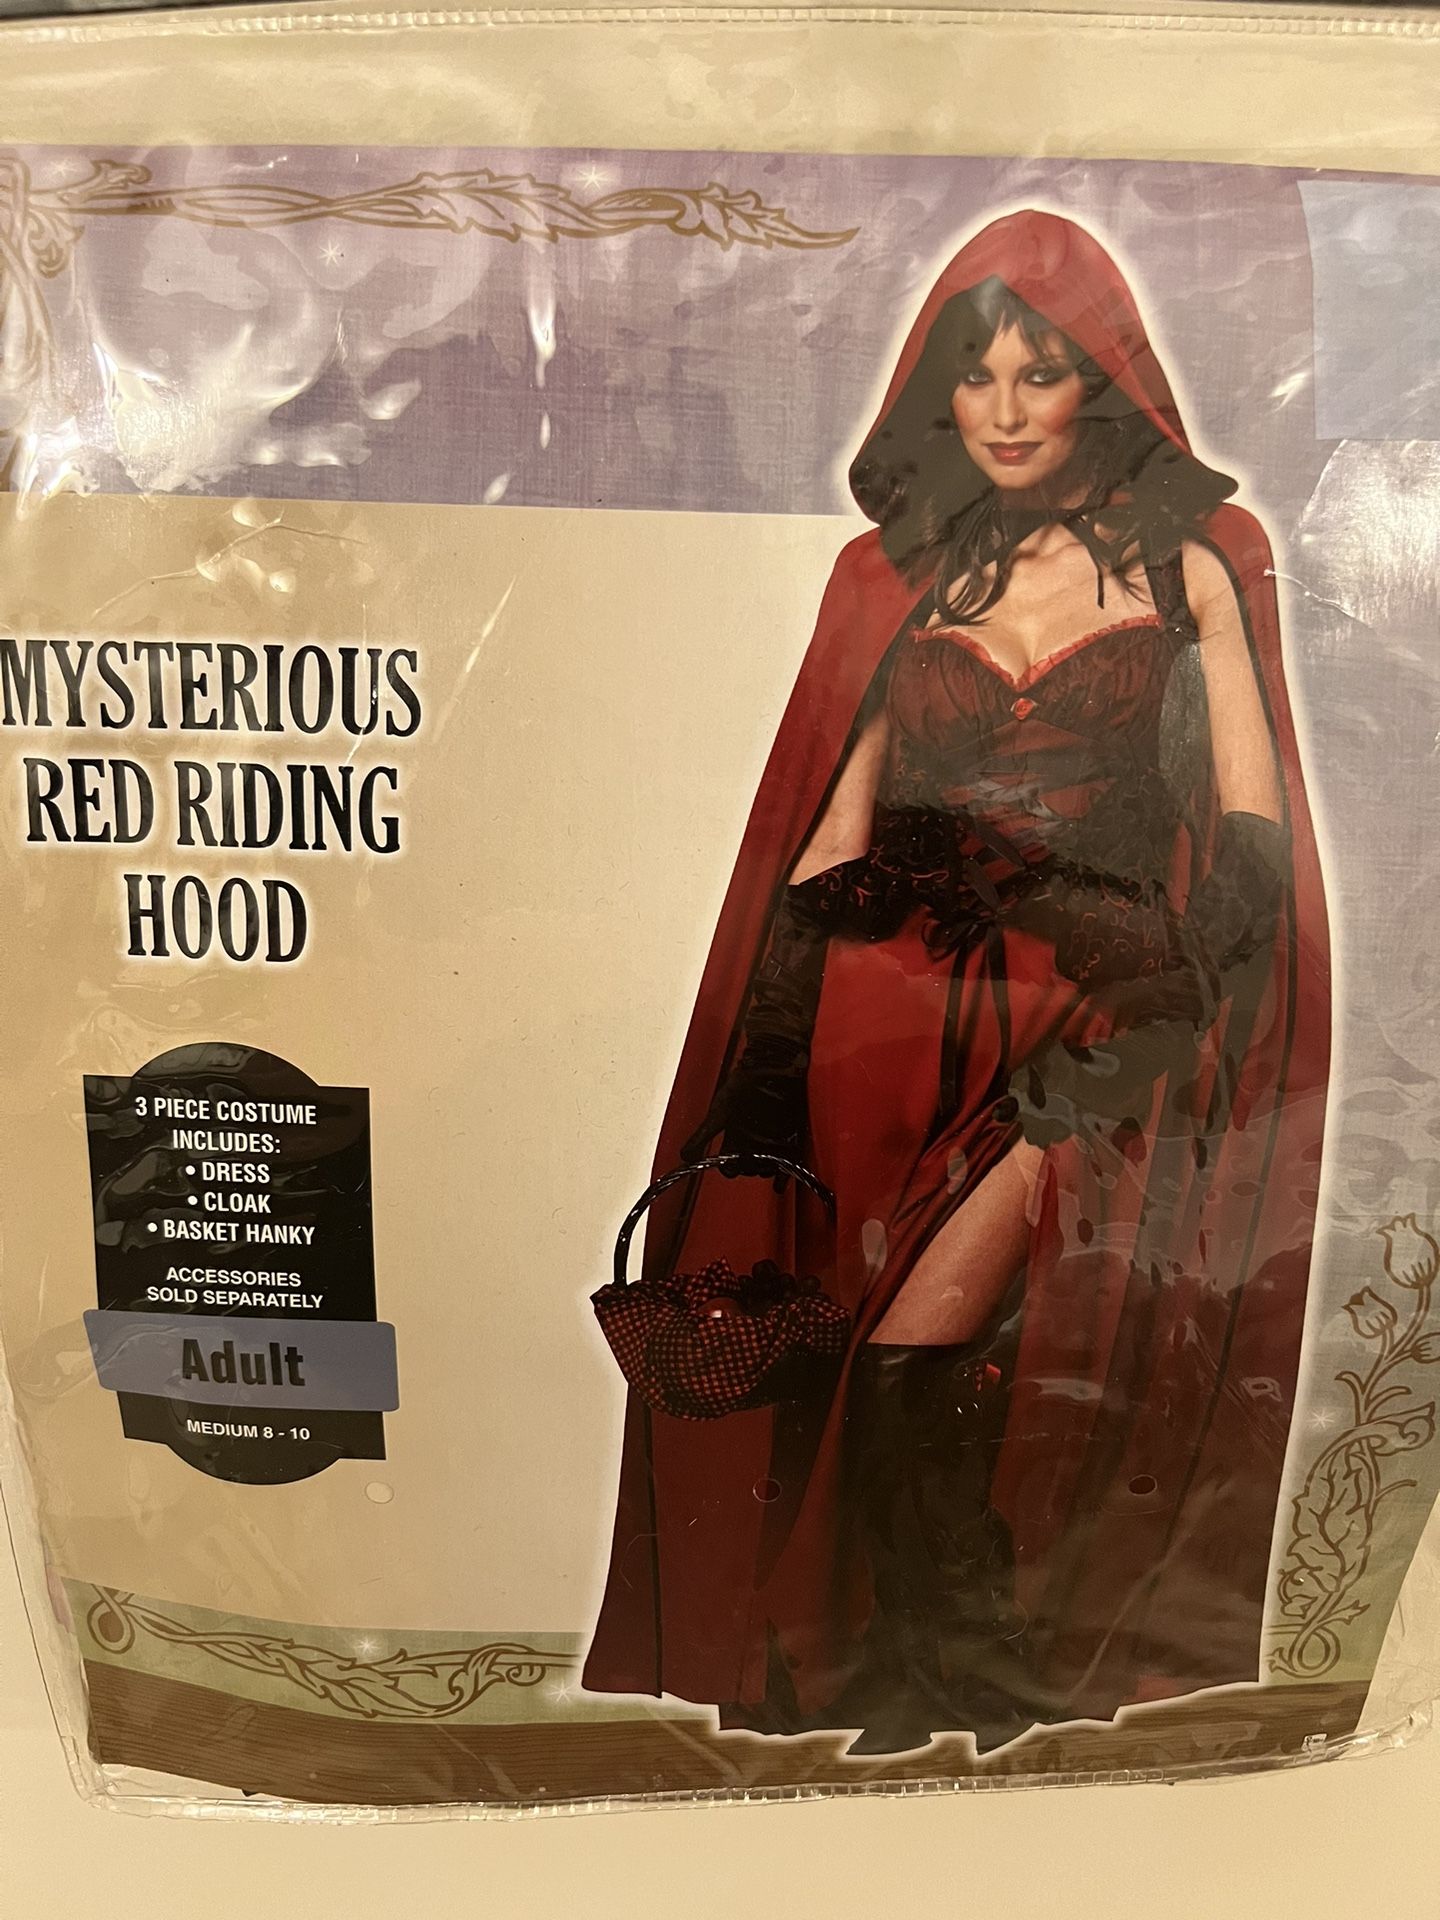 MYSTERIOUS
RED RIDING
HOOD
3 PIECE COSTUME
INCLUDES:
• DRESS
• CLOAK
• BASKET HANKY
ACCESSORIES
SOLD SEPARATELY
Adult
MEDIUM 8 - 10